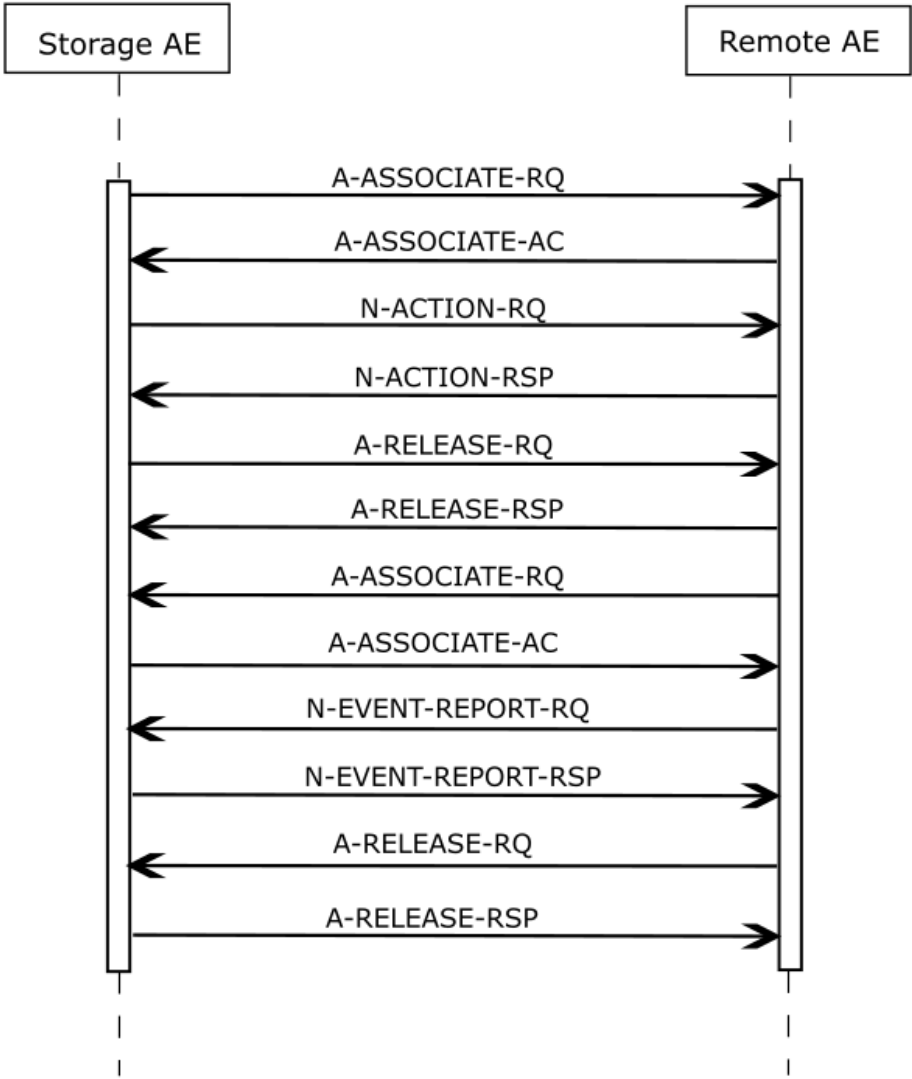 Storage AE
Remote AE
A-ASSOCIATE-RQ
A-ASSOCIATE-AC
N-ACTION-RQ
N-ACTION-RSP
A-RELEASE-RQ
A-RELEASE-RSP
A-ASSOCIATE-RQ
A-ASSOCIATE-AC
N-EVENT-REPORT-RQ
N-EVENT-REPORT-RSP
A-RELEASE-RQ
A-RELEASE-RSP